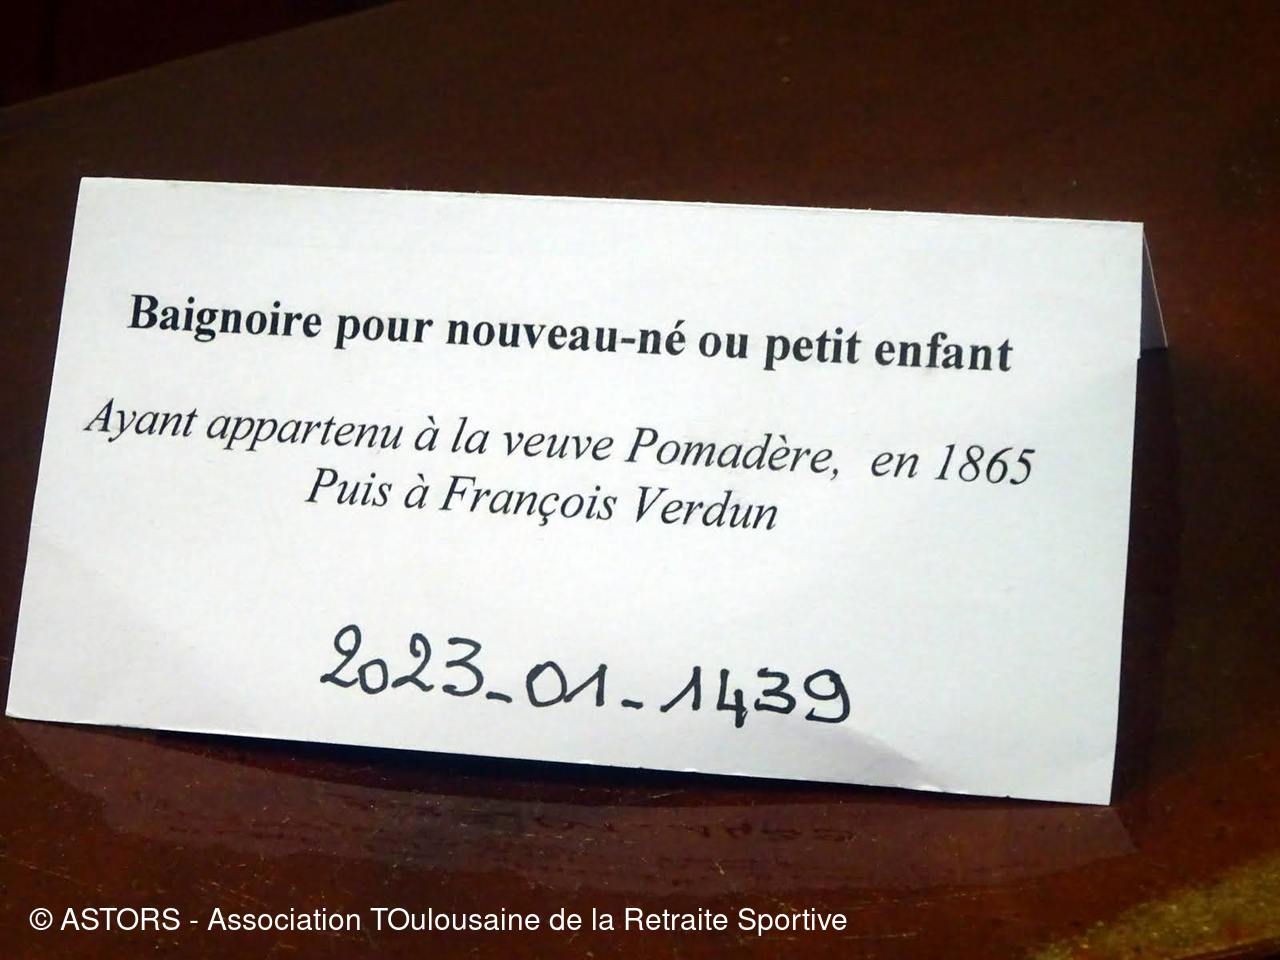 Baignoire pour nouveau-né ou petit enfant
Ayant appartenu à la veuve Pomadère, en 1865
Puis à François Verdun
2023-01-1439
© ASTORS - Association TOulousaine de la Retraite Sportive